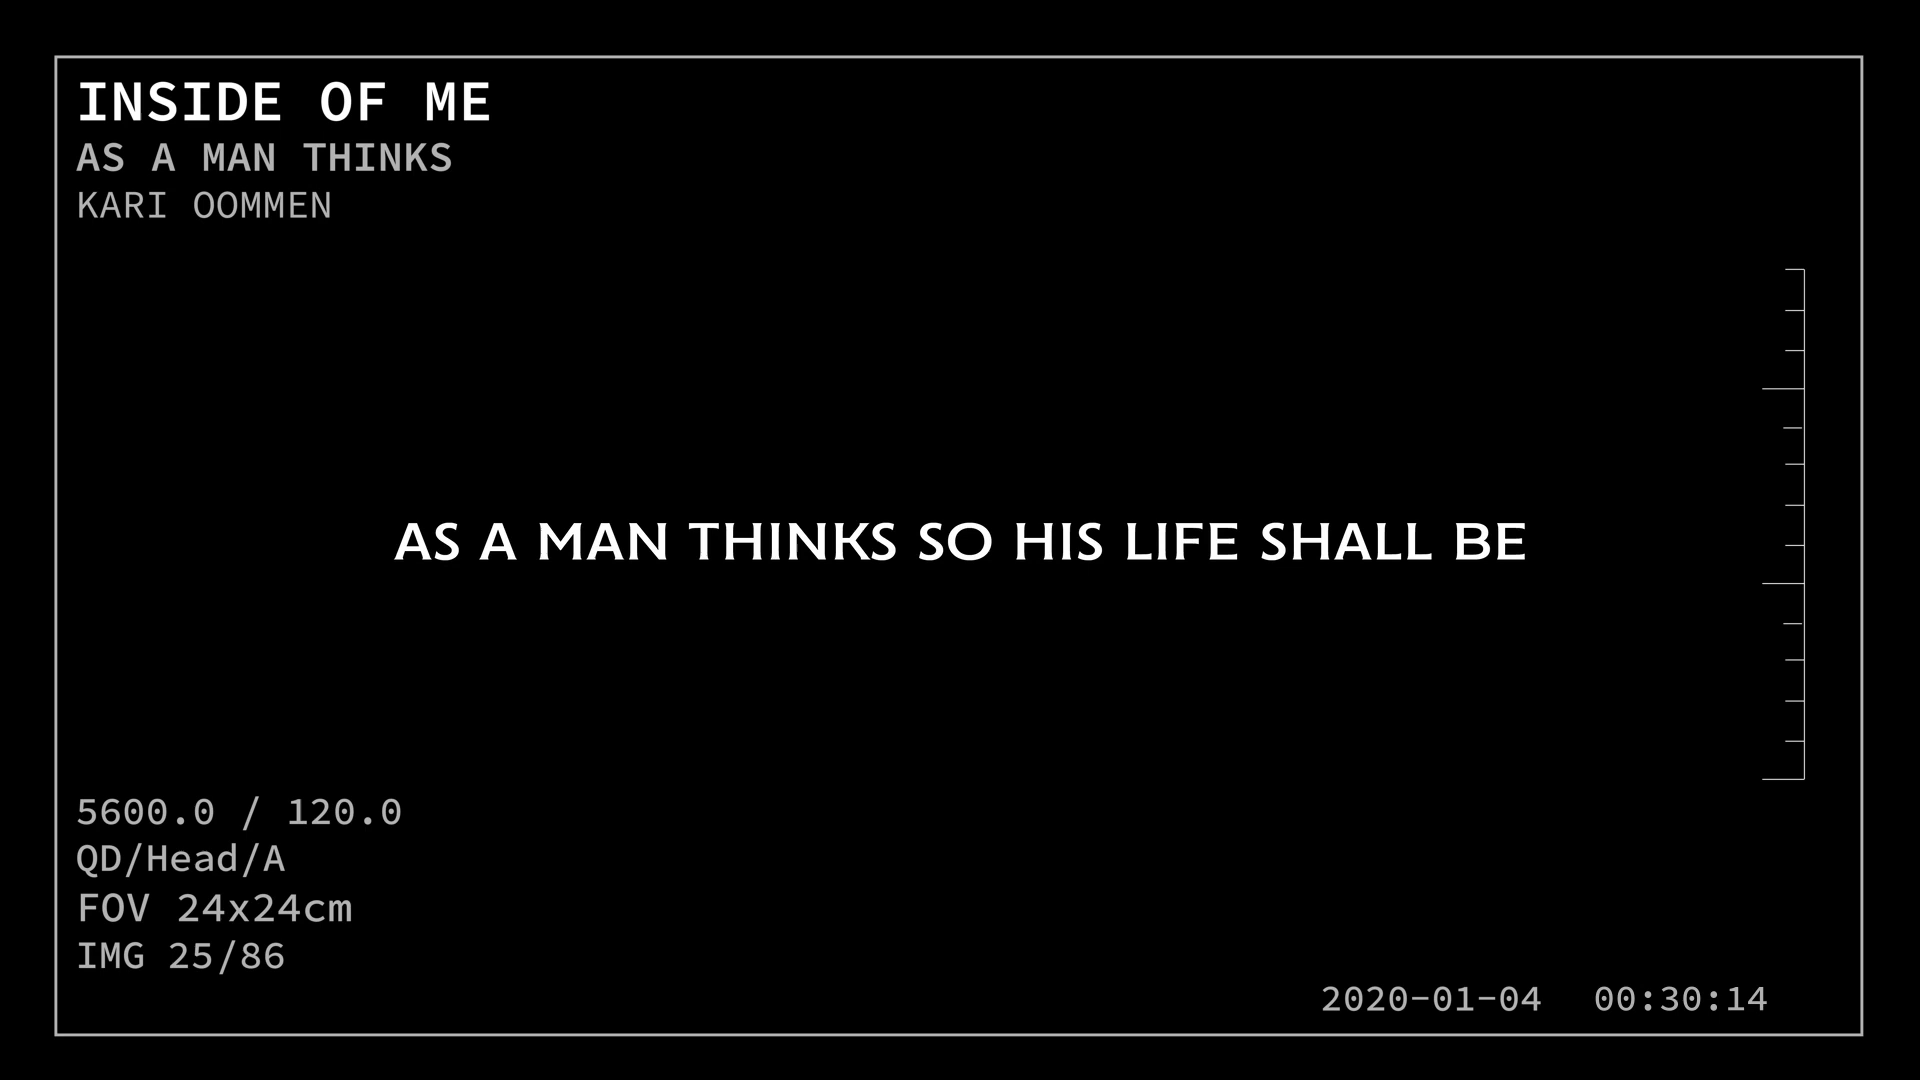 INSIDE OF ME
AS A MAN THINKS
KARI OOMMEN
AS A MAN THINKS SO HIS LIFE SHALL BE
5600.0 / 120.0
QD/Head/A
FOV 24x24cm
IMG 25/86
2020-01-04 00:30:14